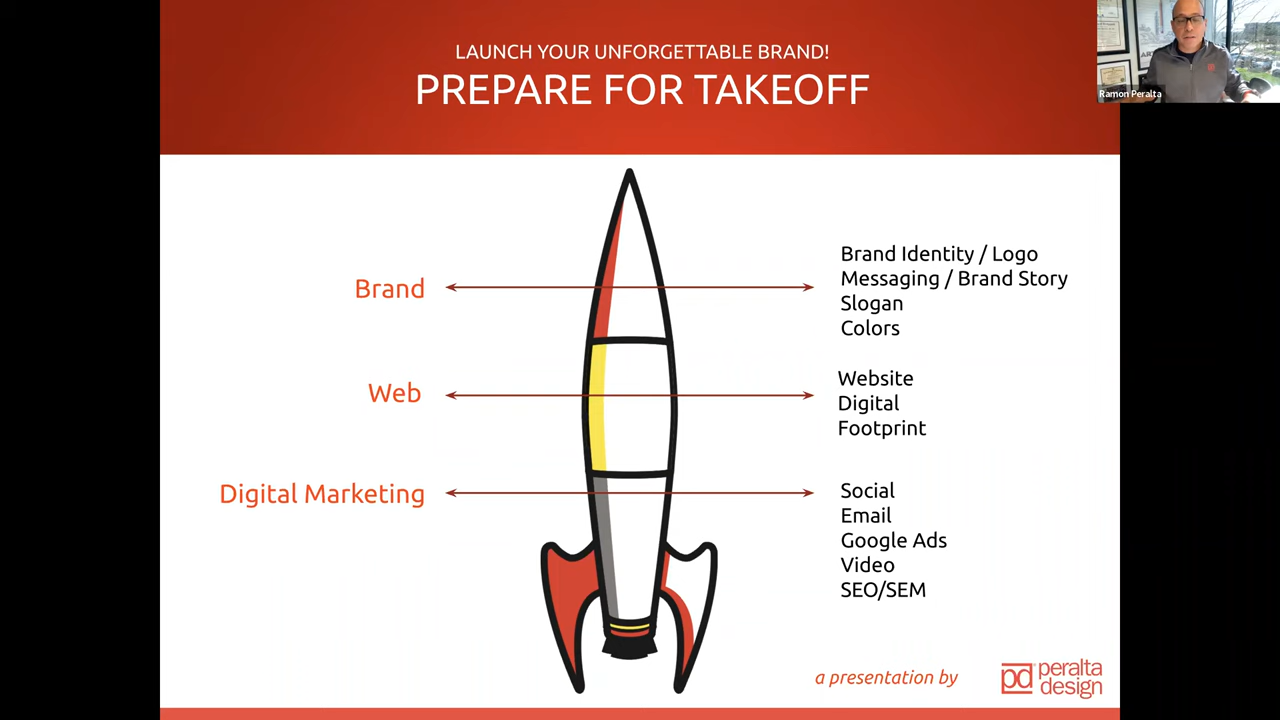 LAUNCH YOUR UNFORGETTABLE BRAND!
PREPARE FOR TAKEOFF
Ramon Peralta
Brand
Brand Identity / Logo
Messaging / Brand Story
Slogan
Colors
Web
Website
Digital
Footprint
Digital Marketing
Social
Email
Google Ads
Video
SEO/SEM
a presentation by
pd peralta
design